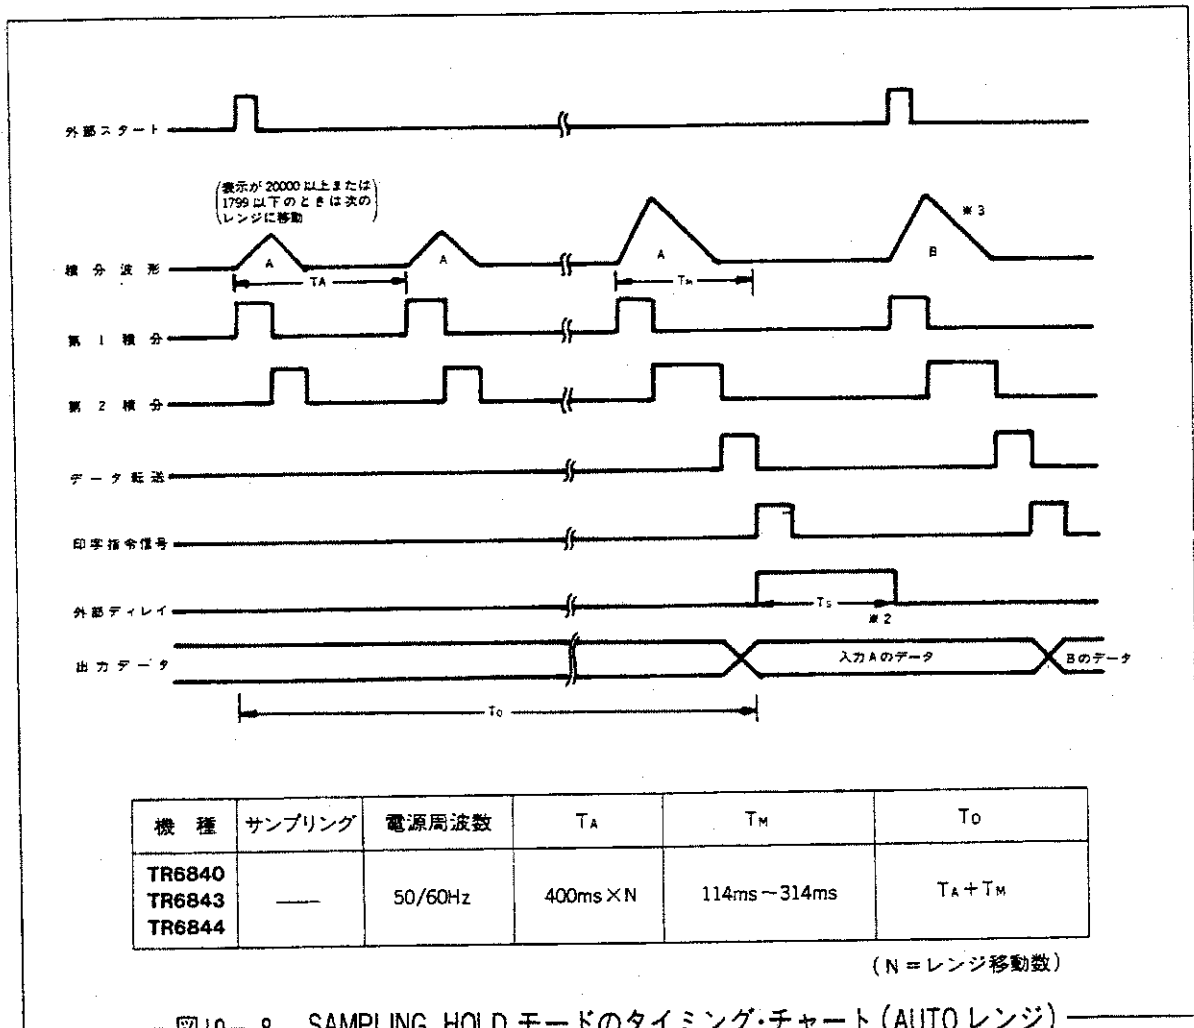 外部スタート
(表示が 20000 以上または
1799 以下のときは次の
レンジに移動)
※3
積分波形
A
A
A
B
TA
TM
第1積分
第2積分
データ転送
印字指令信号
外部ディレイ
TS
※2
出力データ
入力Aのデータ
Bのデータ
TO
機種 サンプリング 電源周波数 TA TM TO
TR6840
TR6843
TR6844
—— 50/60Hz 400ms×N 114ms~314ms TA+TM
(N=レンジ移動数)
図10-8 SAMPLING HOLD モードのタイミング・チャート(AUTO レンジ)